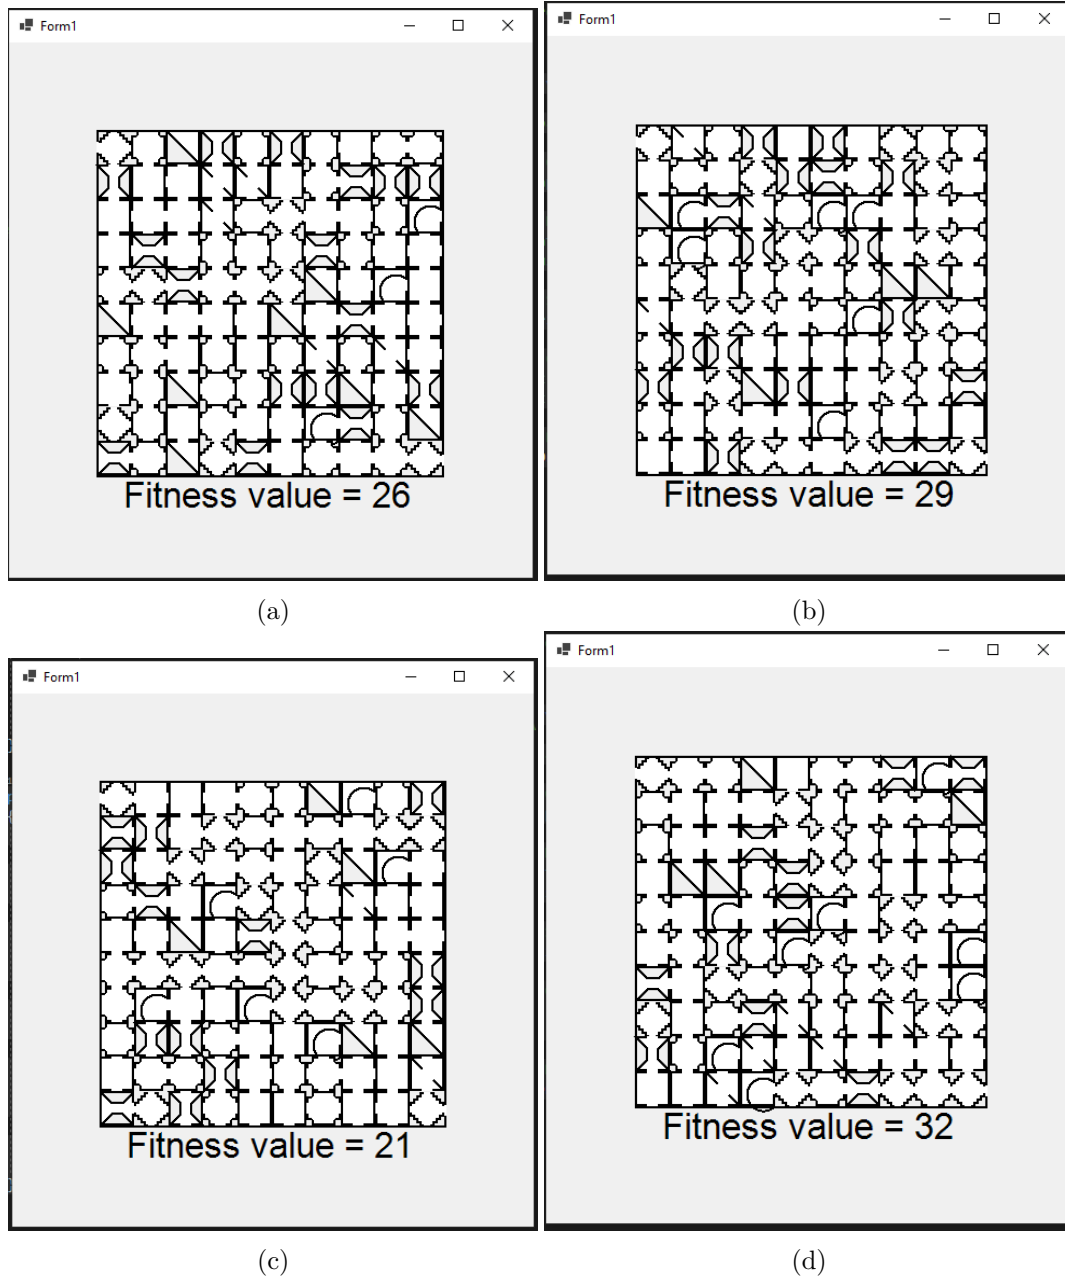 Form1
Fitness value = 26
(a)
Form1
Fitness value = 29
(b)
Form1
Fitness value = 21
(c)
Form1
Fitness value = 32
(d)